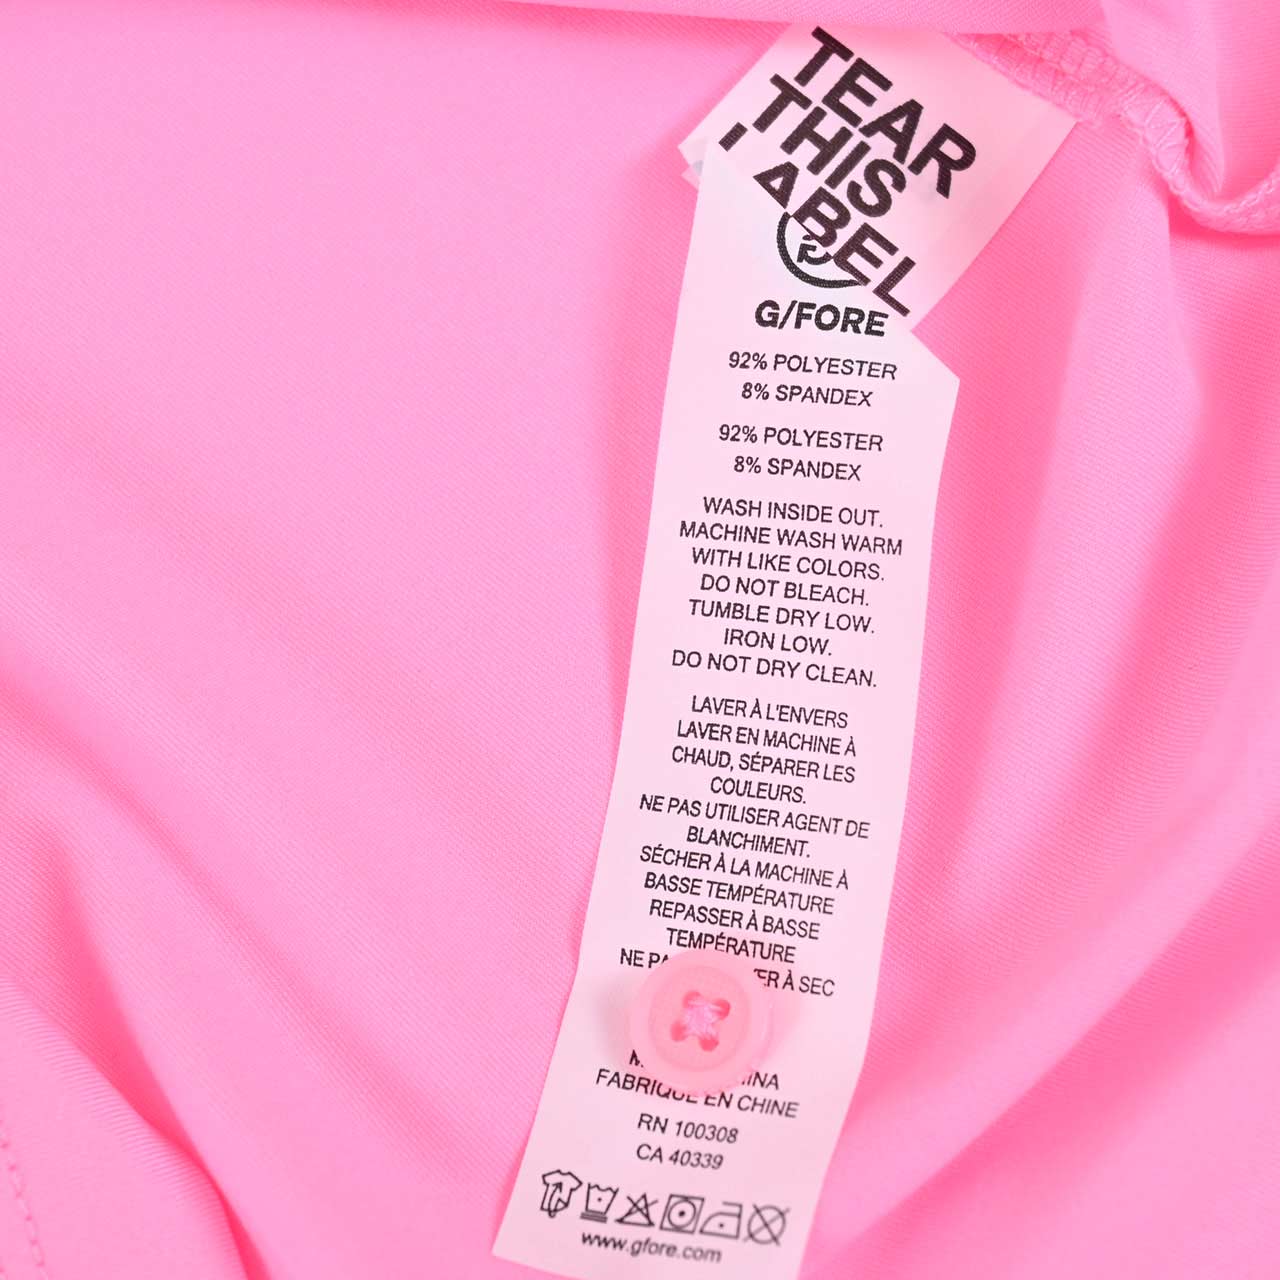 TEAR
THIS
LABEL
G/FORE
92% POLYESTER
8% SPANDEX
92% POLYESTER
8% SPANDEX
WASH INSIDE OUT.
MACHINE WASH WARM
WITH LIKE COLORS.
DO NOT BLEACH.
TUMBLE DRY LOW.
IRON LOW.
DO NOT DRY CLEAN.
LAVER À L'ENVERS
LAVER EN MACHINE À
CHAUD, SÉPARER LES
COULEURS.
NE PAS UTILISER AGENT DE
BLANCHIMENT.
SÉCHER À LA MACHINE À
BASSE TEMPÉRATURE
REPASSER À BASSE
TEMPÉRATURE
NE À SEC
FABRIQUÉ EN CHINE
RN 100308
CA 40339
www.gfore.com